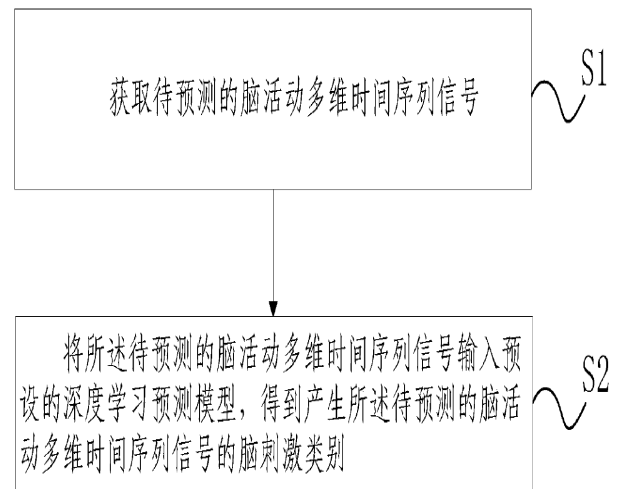 获取待预测的脑活动多维时间序列信号
S1
将所述待预测的脑活动多维时间序列信号输入预
设的深度学习预测模型，得到产生所述待预测的脑活
动多维时间序列信号的脑刺激类别
S2